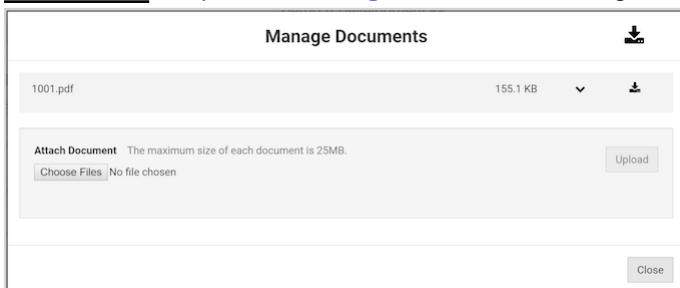 Manage Documents
1001.pdf 155.1 KB
Attach Document The maximum size of each document is 25MB.
Upload
Choose Files No file chosen
Close